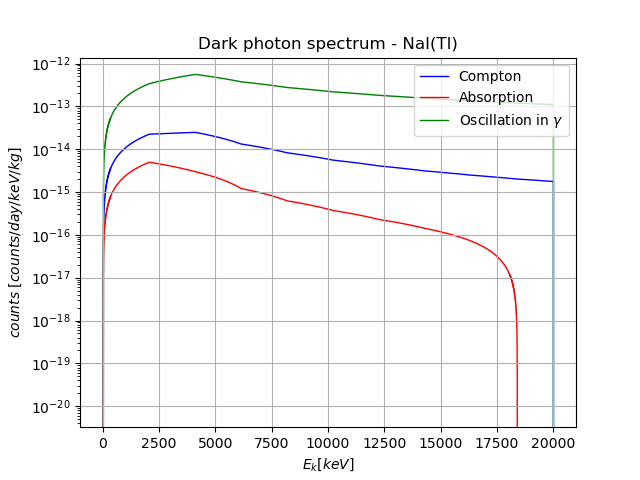 Dark photon spectrum - NaI(Tl)
counts [counts/day/keV/kg]
10⁻¹²
10⁻¹³
10⁻¹⁴
10⁻¹⁵
10⁻¹⁶
10⁻¹⁷
10⁻¹⁸
10⁻¹⁹
10⁻²⁰
Compton
Absorption
Oscillation in γ
0 2500 5000 7500 10000 12500 15000 17500 20000
Eₖ[keV]